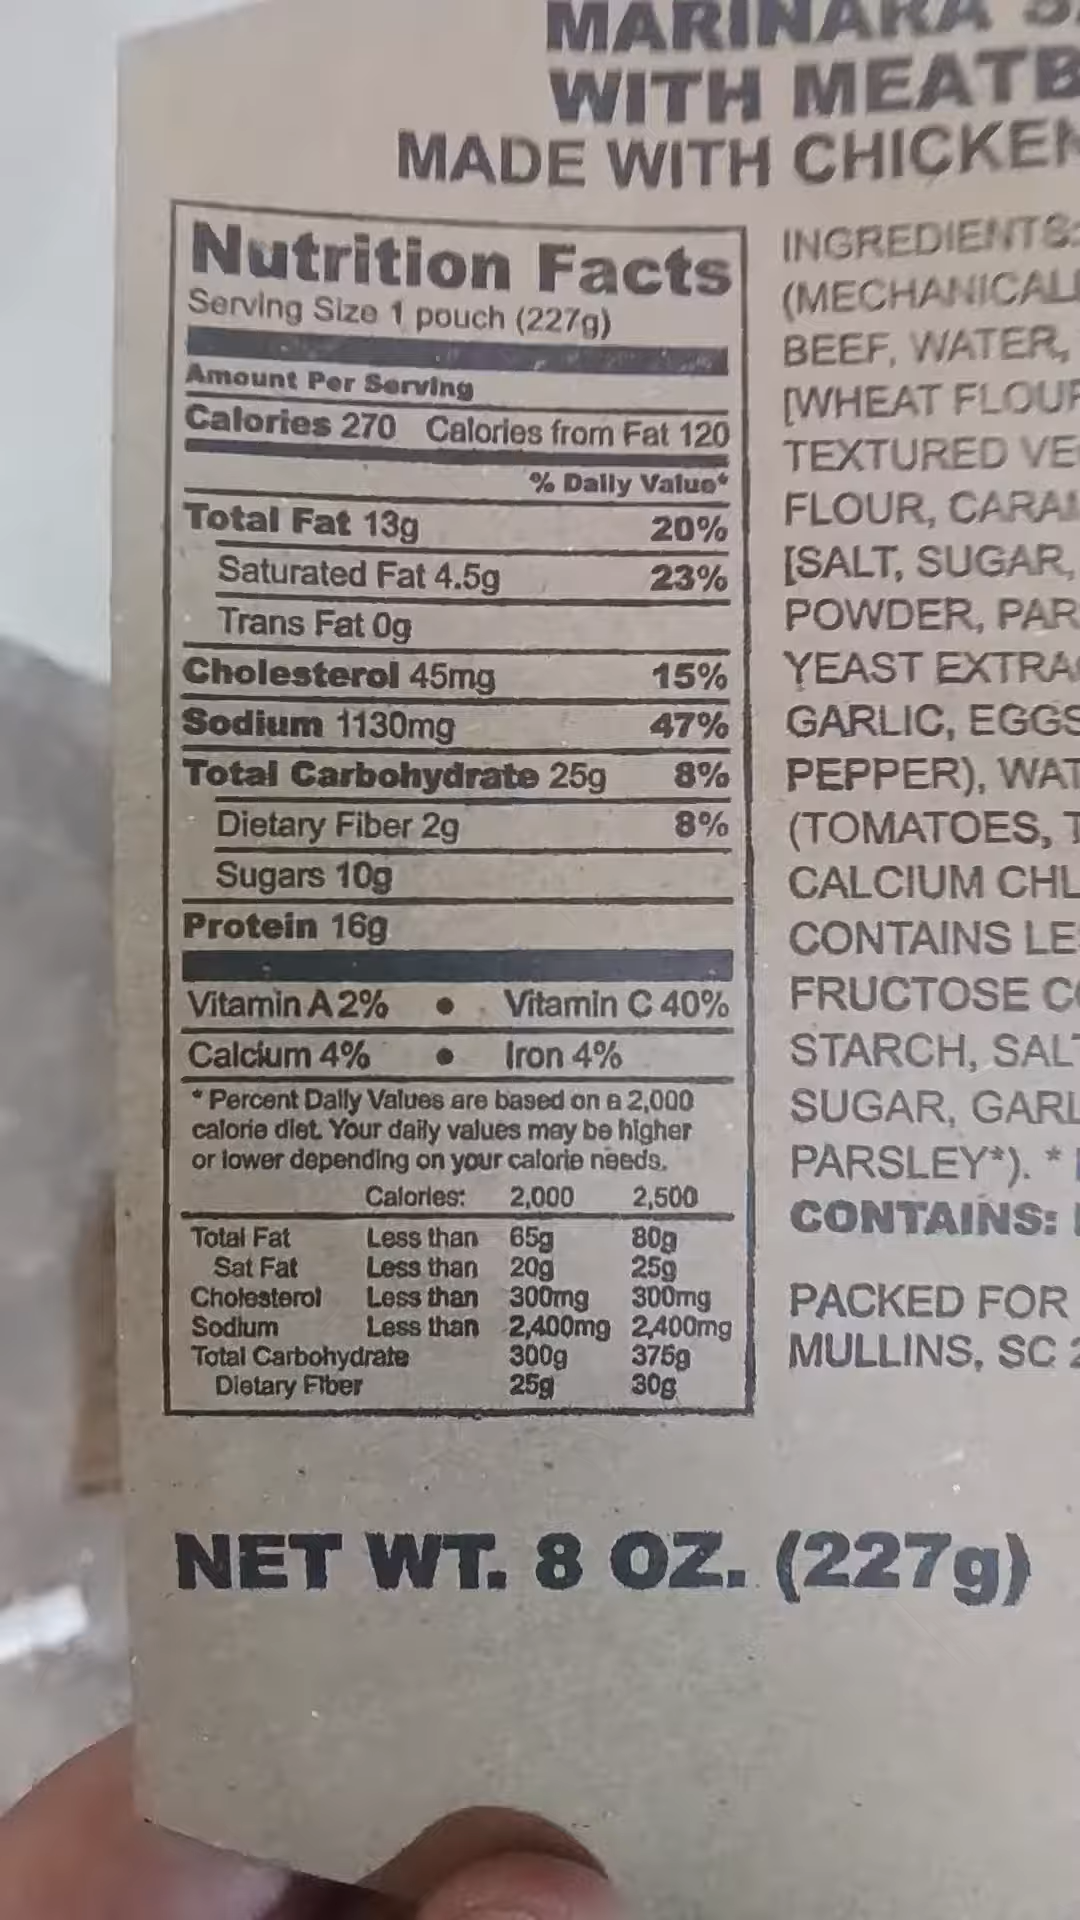 MARINARA
WITH MEATB
MADE WITH CHICKEN
Nutrition Facts
Serving Size 1 pouch (227g)
Amount Per Serving
Calories 270 Calories from Fat 120
% Daily Value*
Total Fat 13g 20%
Saturated Fat 4.5g 23%
Trans Fat 0g
Cholesterol 45mg 15%
Sodium 1130mg 47%
Total Carbohydrate 25g 8%
Dietary Fiber 2g 8%
Sugars 10g
Protein 16g
Vitamin A 2% • Vitamin C 40%
Calcium 4% • Iron 4%
* Percent Daily Values are based on a 2,000
calorie diet. Your daily values may be higher
or lower depending on your calorie needs.
Calories: 2,000 2,500
Total Fat Less than 65g 80g
Sat Fat Less than 20g 25g
Cholesterol Less than 300mg 300mg
Sodium Less than 2,400mg 2,400mg
Total Carbohydrate 300g 375g
Dietary Fiber 25g 30g
INGREDIENTS:
(MECHANICALL
BEEF, WATER,
[WHEAT FLOUR
TEXTURED VE
FLOUR, CARA
[SALT, SUGAR,
POWDER, PAR
YEAST EXTRA
GARLIC, EGGS
PEPPER), WAT
(TOMATOES, T
CALCIUM CHL
CONTAINS LE
FRUCTOSE CO
STARCH, SALT
SUGAR, GARL
PARSLEY*). *
CONTAINS:
PACKED FOR
MULLINS, SC 2
NET WT. 8 OZ. (227g)